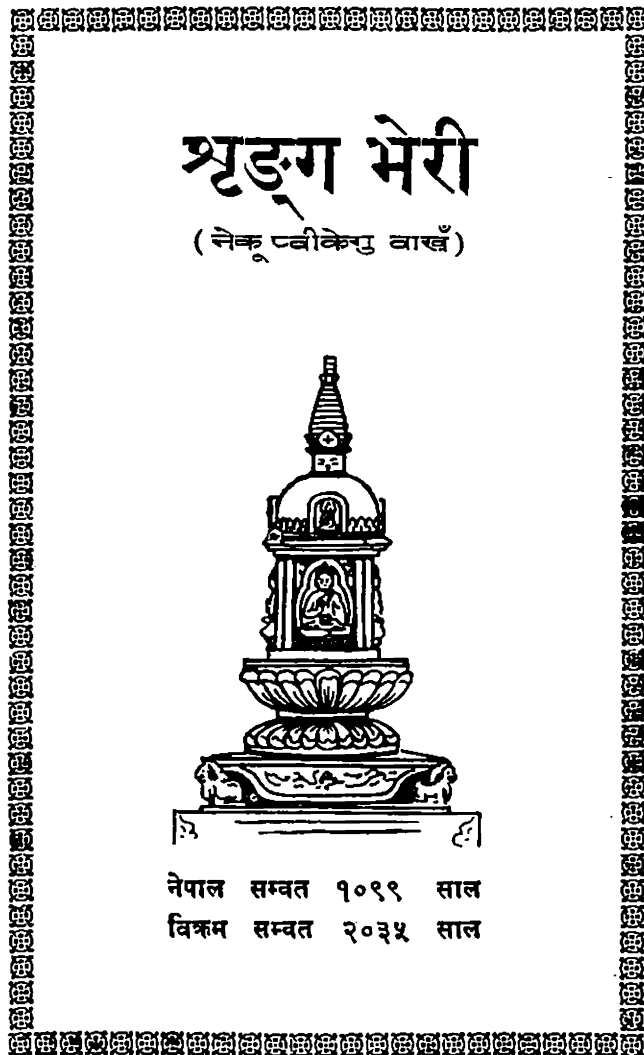 श्रृङ्ग भेरी
(नेकू प्वीकेगु वाखँ)
नेपाल सम्वत १०९९ साल
विक्रम सम्वत २०३५ साल